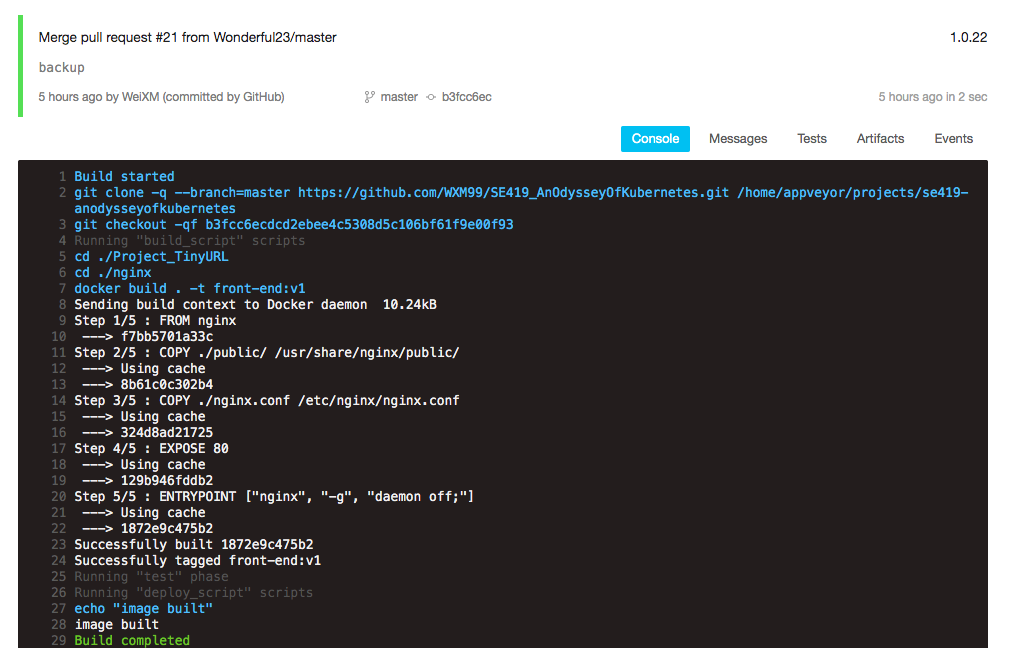 Merge pull request #21 from Wonderful23/master
1.0.22
backup
5 hours ago by WeiXM (committed by GitHub)
master
b3fcc6ec
5 hours ago in 2 sec
Console
Messages
Tests
Artifacts
Events
1 Build started
2 git clone -q --branch=master https://github.com/WXM99/SE419_AnOdysseyOfKubernetes.git /home/appveyor/projects/se419-
anodysseyofkubernetes
3 git checkout -qf b3fcc6ecdcd2ebee4c5308d5c106bf61f9e00f93
4 Running "build_script" scripts
5 cd ./Project_TinyURL
6 cd ./nginx
7 docker build . -t front-end:v1
8 Sending build context to Docker daemon  10.24kB
9 Step 1/5 : FROM nginx
10  ---> f7bb5701a33c
11 Step 2/5 : COPY ./public/ /usr/share/nginx/public/
12  ---> Using cache
13  ---> 8b61c0c302b4
14 Step 3/5 : COPY ./nginx.conf /etc/nginx/nginx.conf
15  ---> Using cache
16  ---> 324d8ad21725
17 Step 4/5 : EXPOSE 80
18  ---> Using cache
19  ---> 129b946fddb2
20 Step 5/5 : ENTRYPOINT ["nginx", "-g", "daemon off;"]
21  ---> Using cache
22  ---> 1872e9c475b2
23 Successfully built 1872e9c475b2
24 Successfully tagged front-end:v1
25 Running "test" phase
26 Running "deploy_script" scripts
27 echo "image built"
28 image built
29 Build completed